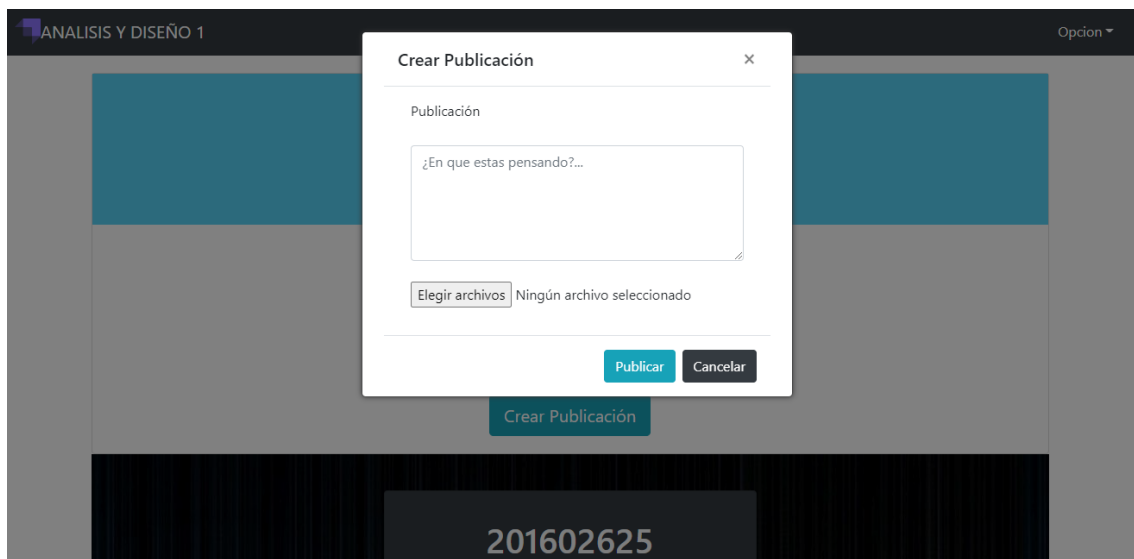 ANALISIS Y DISEÑO 1
Opcion
Crear Publicación
×
Publicación
¿En que estas pensando?...
Elegir archivos Ningún archivo seleccionado
Publicar Cancelar
Crear Publicación
201602625